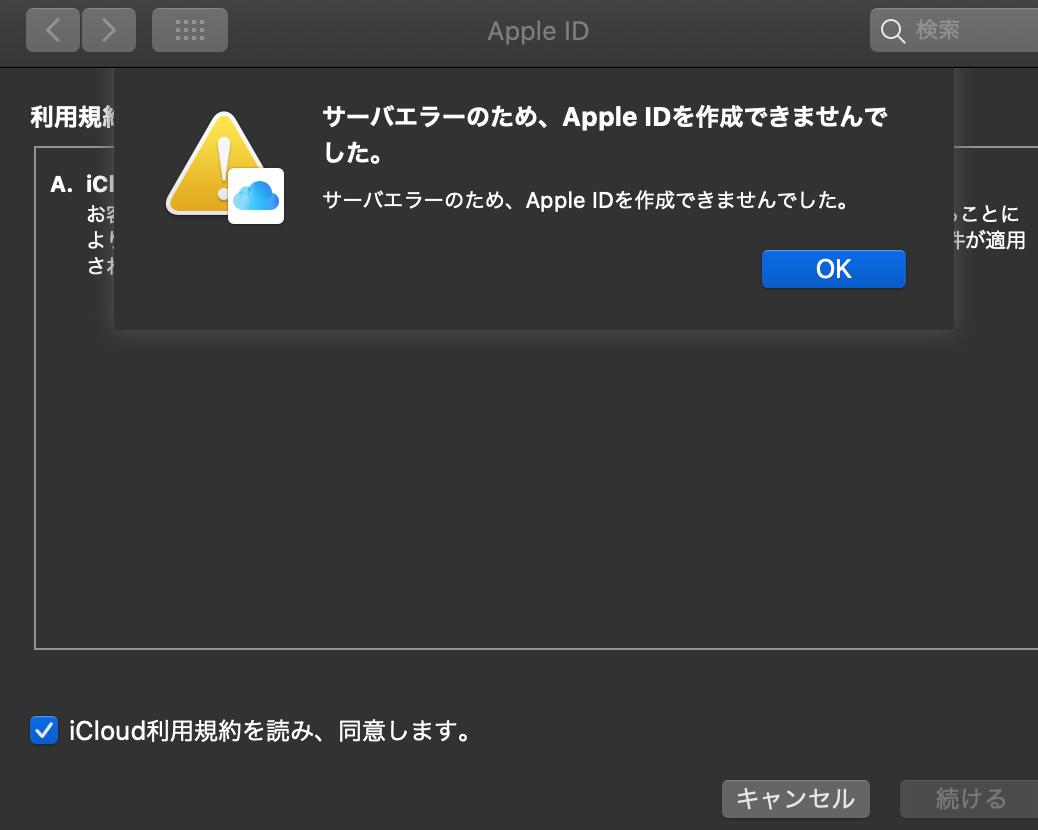 Apple ID
検索
利用規
サーバエラーのため、Apple IDを作成できませんで
した。
サーバエラーのため、Apple IDを作成できませんでした。
OK
A. iCl
お
ことに
より
件が適用
さ
iCloud利用規約を読み、同意します。
キャンセル
続ける